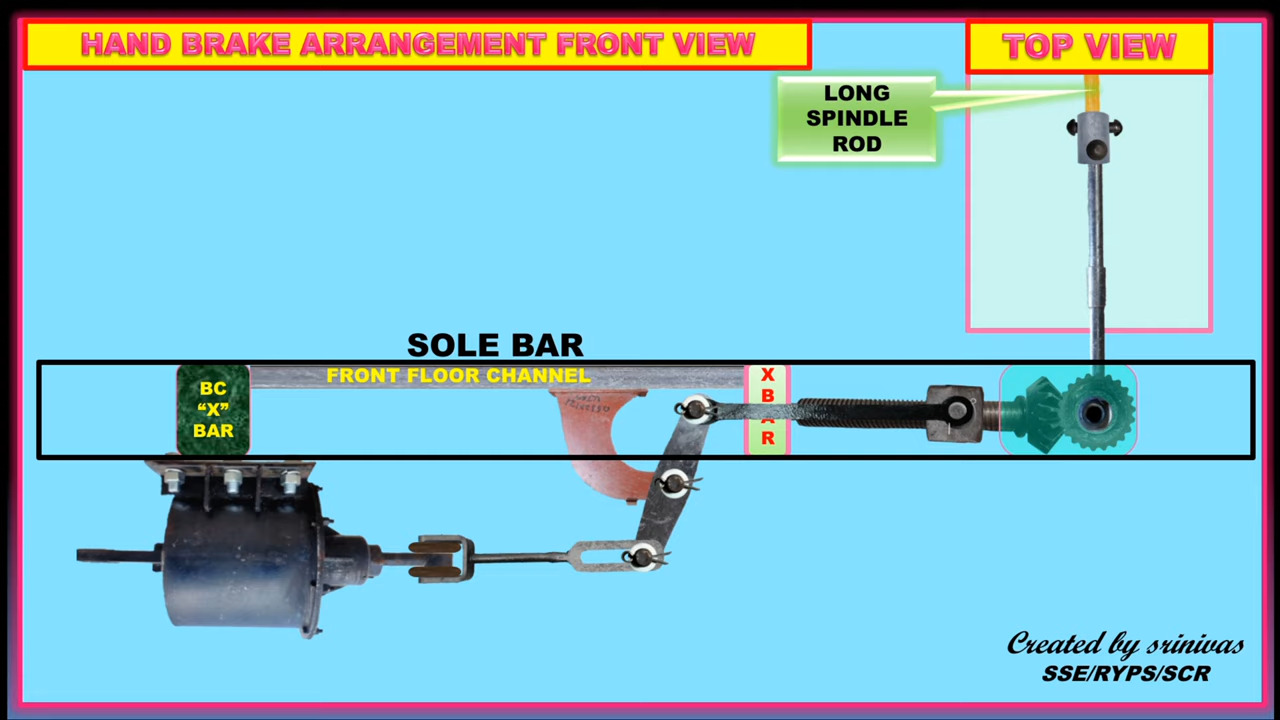 HAND BRAKE ARRANGEMENT FRONT VIEW
TOP VIEW
LONG
SPINDLE
ROD
SOLE BAR
FRONT FLOOR CHANNEL
BC
“X”
BAR
X
B
A
R
Created by srinivas
SSE/RYPS/SCR